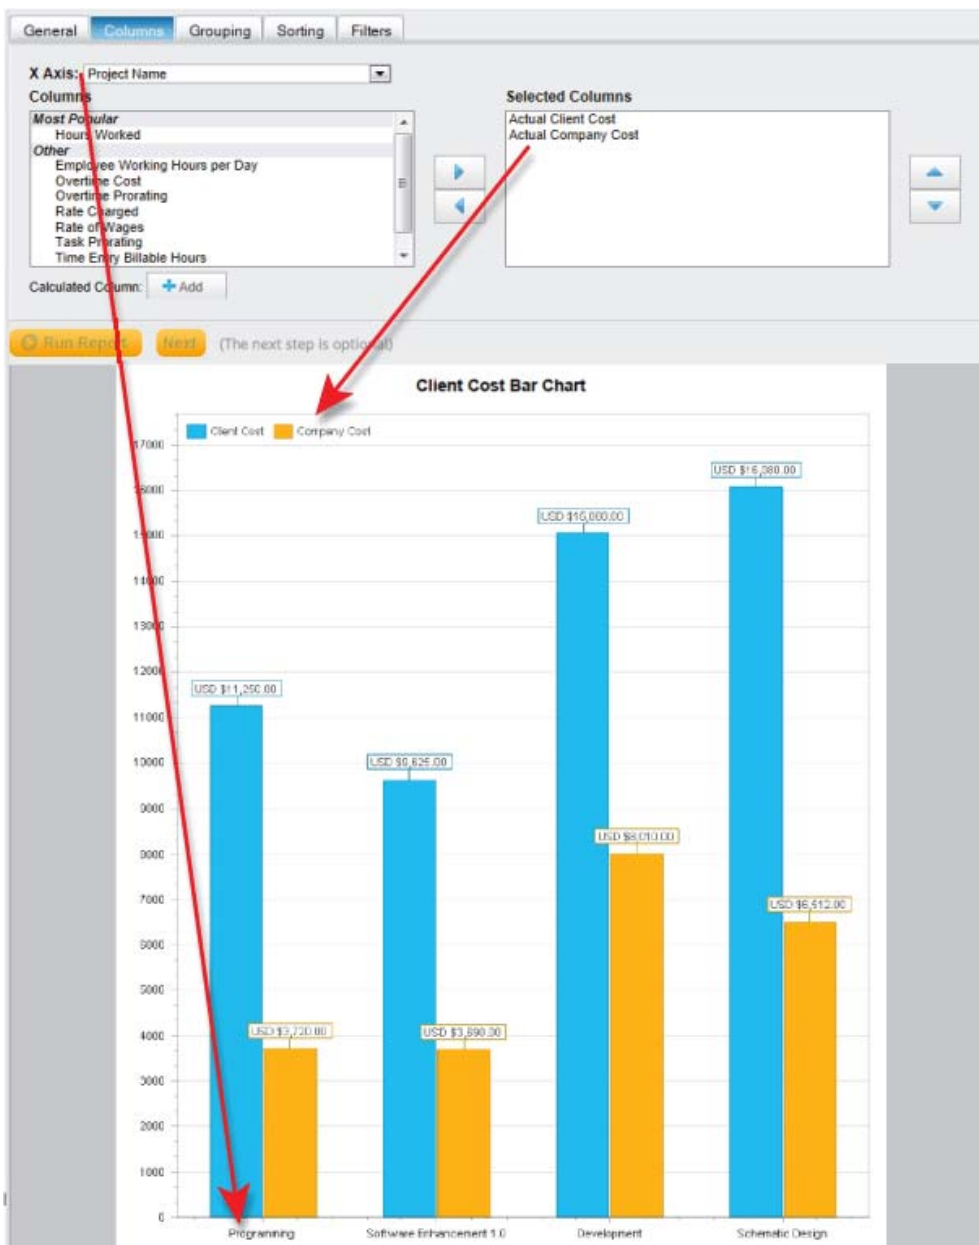 General Columns Grouping Sorting Filters
X Axis: Project Name
Columns
Selected Columns
Most Popular
Hours Worked
Other
Employee Working Hours per Day
Overtime Cost
Overtime Prorating
Rate Charged
Rate of Wages
Task Prorating
Time Entry Billable Hours
Actual Client Cost
Actual Company Cost
Calculated Column: Add
Run Report Next (The next step is optional)
Client Cost Bar Chart
Client Cost Company Cost
17000
USD $16,080.00
16000
USD $15,060.00
15000
14000
13000
12000
USD $11,250.00
11000
10000
USD $9,625.00
9000
USD $8,010.00
8000
7000
USD $6,512.00
6000
5000
4000
USD $3,720.00
USD $3,690.00
3000
2000
1000
0
Programming Software Enhancement 1.0 Development Schematic Design